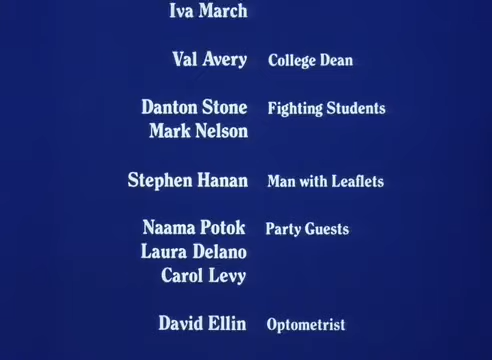 Iva March
Val Avery College Dean
Danton Stone Fighting Students
Mark Nelson
Stephen Hanan Man with Leaflets
Naama Potok Party Guests
Laura Delano
Carol Levy
David Ellin Optometrist